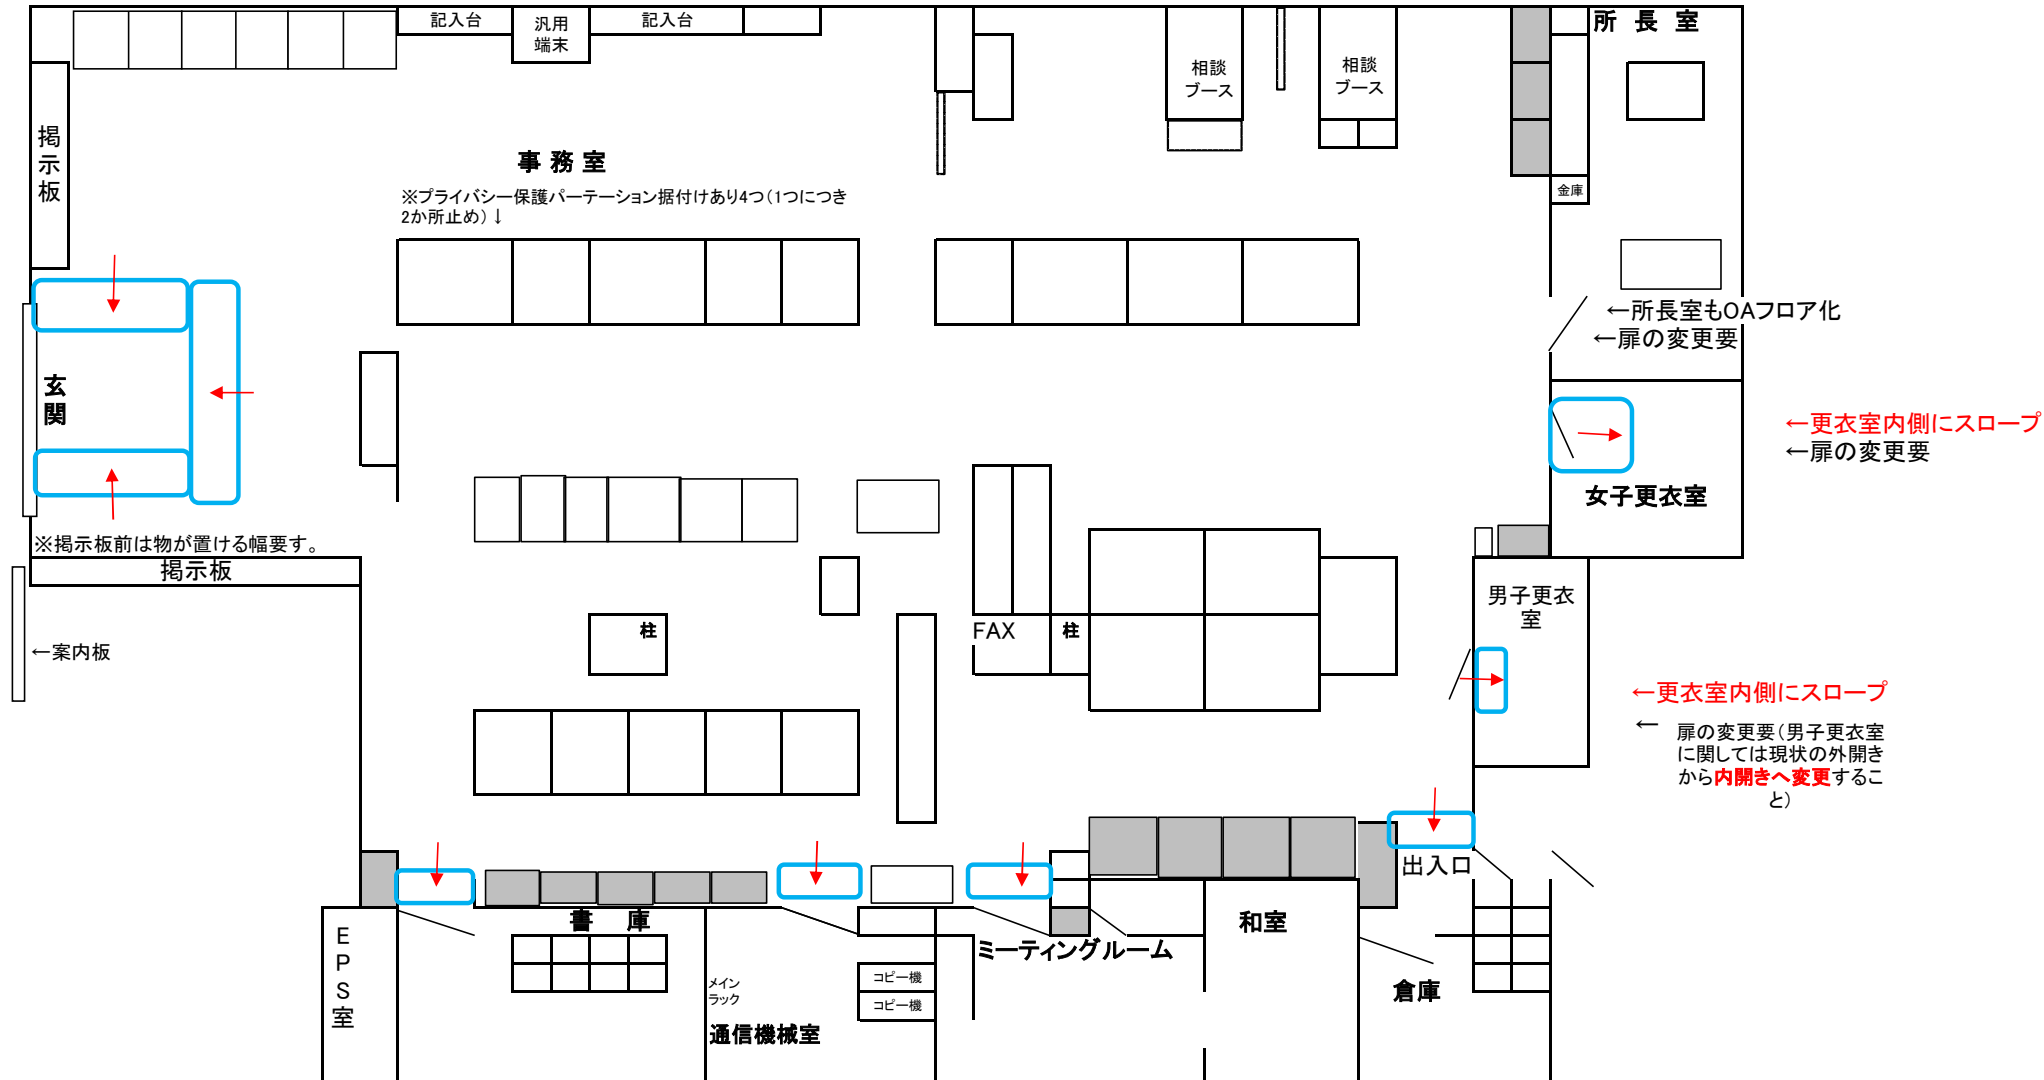 記入台
汎用
端末
記入台
所 長 室
相談
ブース
相談
ブース
掲
示
板
事 務 室
金庫
※プライバシー保護パーテーション据付けあり4つ(1つにつき
2か所止め)↓
←所長室もOAフロア化
←扉の変更要
玄
関
←更衣室内側にスロープ
←扉の変更要
女子更衣室
※掲示板前は物が置ける幅要す。
掲示板
男子更衣
室
柱
FAX
柱
←案内板
←更衣室内側にスロープ
←
扉の変更要(男子更衣室
に関しては現状の外開き
から内開きへ変更するこ
と)
出入口
書 庫
和室
E
P
S
室
ミーティングルーム
メイン
ラック
コピー機
コピー機
倉庫
通信機械室